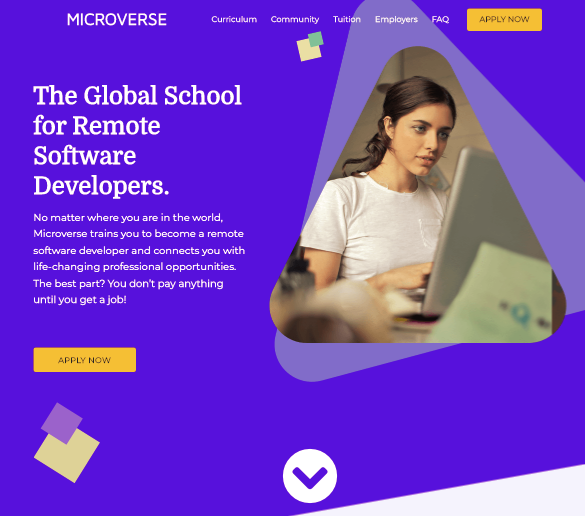 MICROVERSE
Curriculum Community Tuition Employers FAQ APPLY NOW
The Global School
for Remote
Software
Developers.
No matter where you are in the world,
Microverse trains you to become a remote
software developer and connects you with
life-changing professional opportunities.
The best part? You don't pay anything
until you get a job!
APPLY NOW